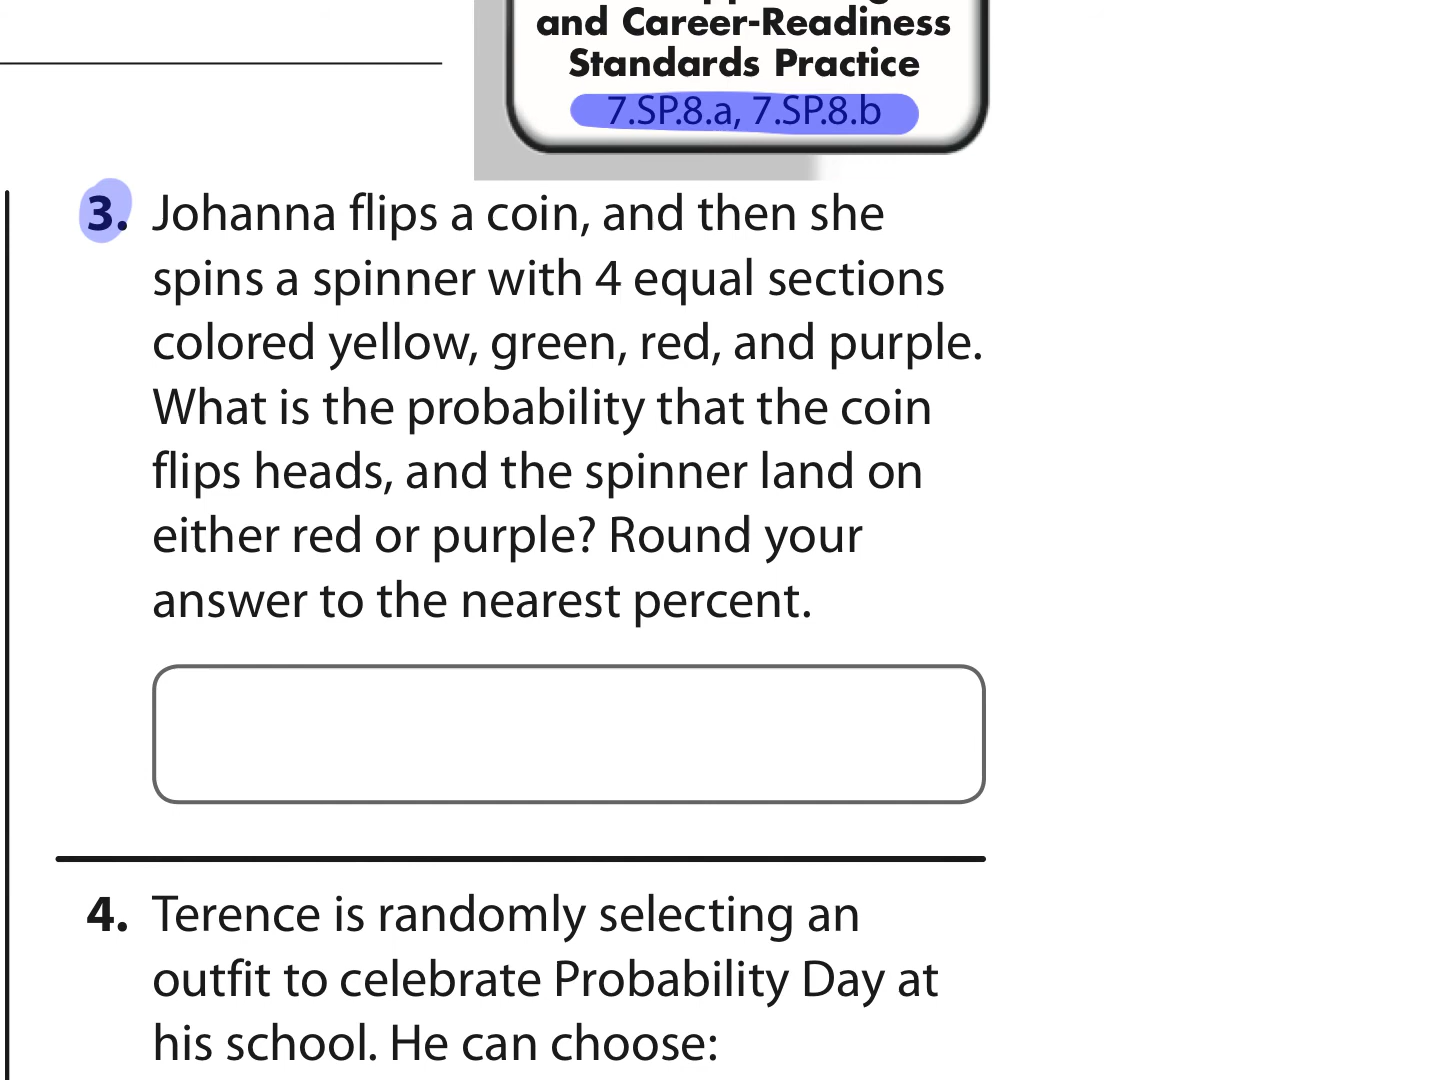 and Career-Readiness
Standards Practice
7.SP.8.a, 7.SP.8.b
3. Johanna flips a coin, and then she
spins a spinner with 4 equal sections
colored yellow, green, red, and purple.
What is the probability that the coin
flips heads, and the spinner land on
either red or purple? Round your
answer to the nearest percent.
4. Terence is randomly selecting an
outfit to celebrate Probability Day at
his school. He can choose: